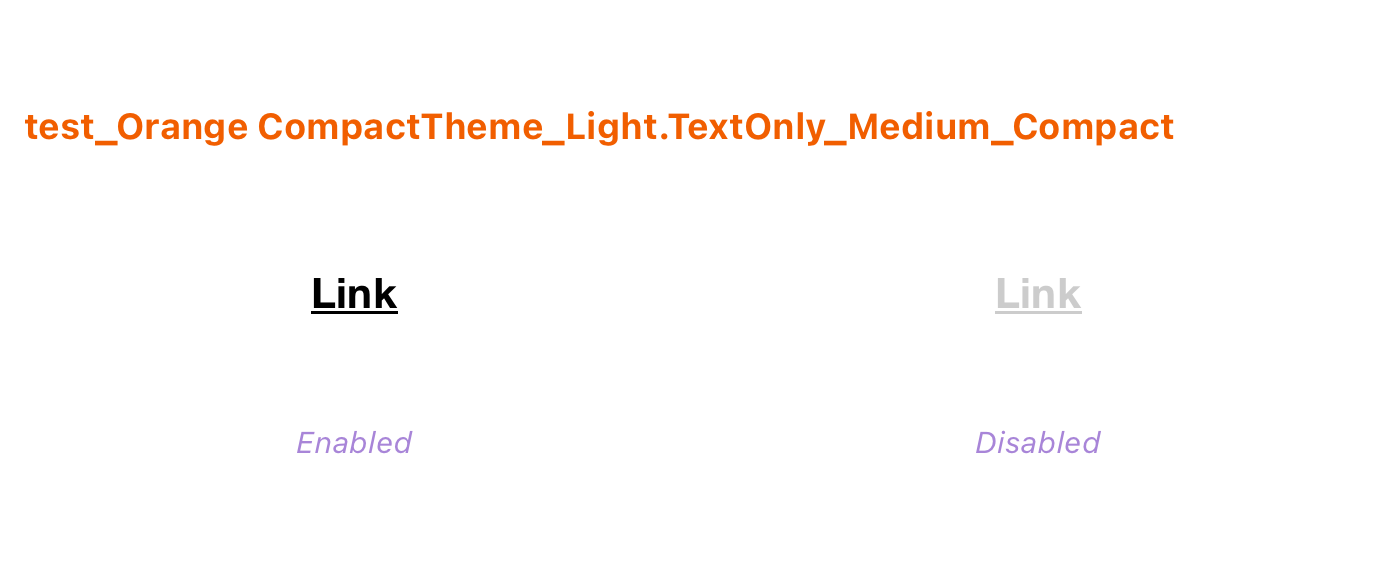 test_Orange CompactTheme_Light.TextOnly_Medium_Compact
Link Link
Enabled Disabled